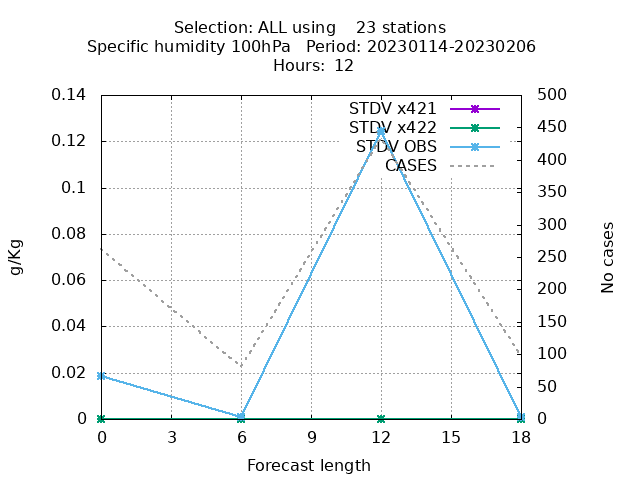 Selection: ALL using    23 stations
Specific humidity 100hPa   Period: 20230114-20230206
Hours:  12
0.14
0.12
0.1
0.08
0.06
0.04
0.02
0
500
450
400
350
300
250
200
150
100
50
0
STDV x421
STDV x422
STDV OBS
CASES
g/Kg
No cases
0 3 6 9 12 15 18
Forecast length